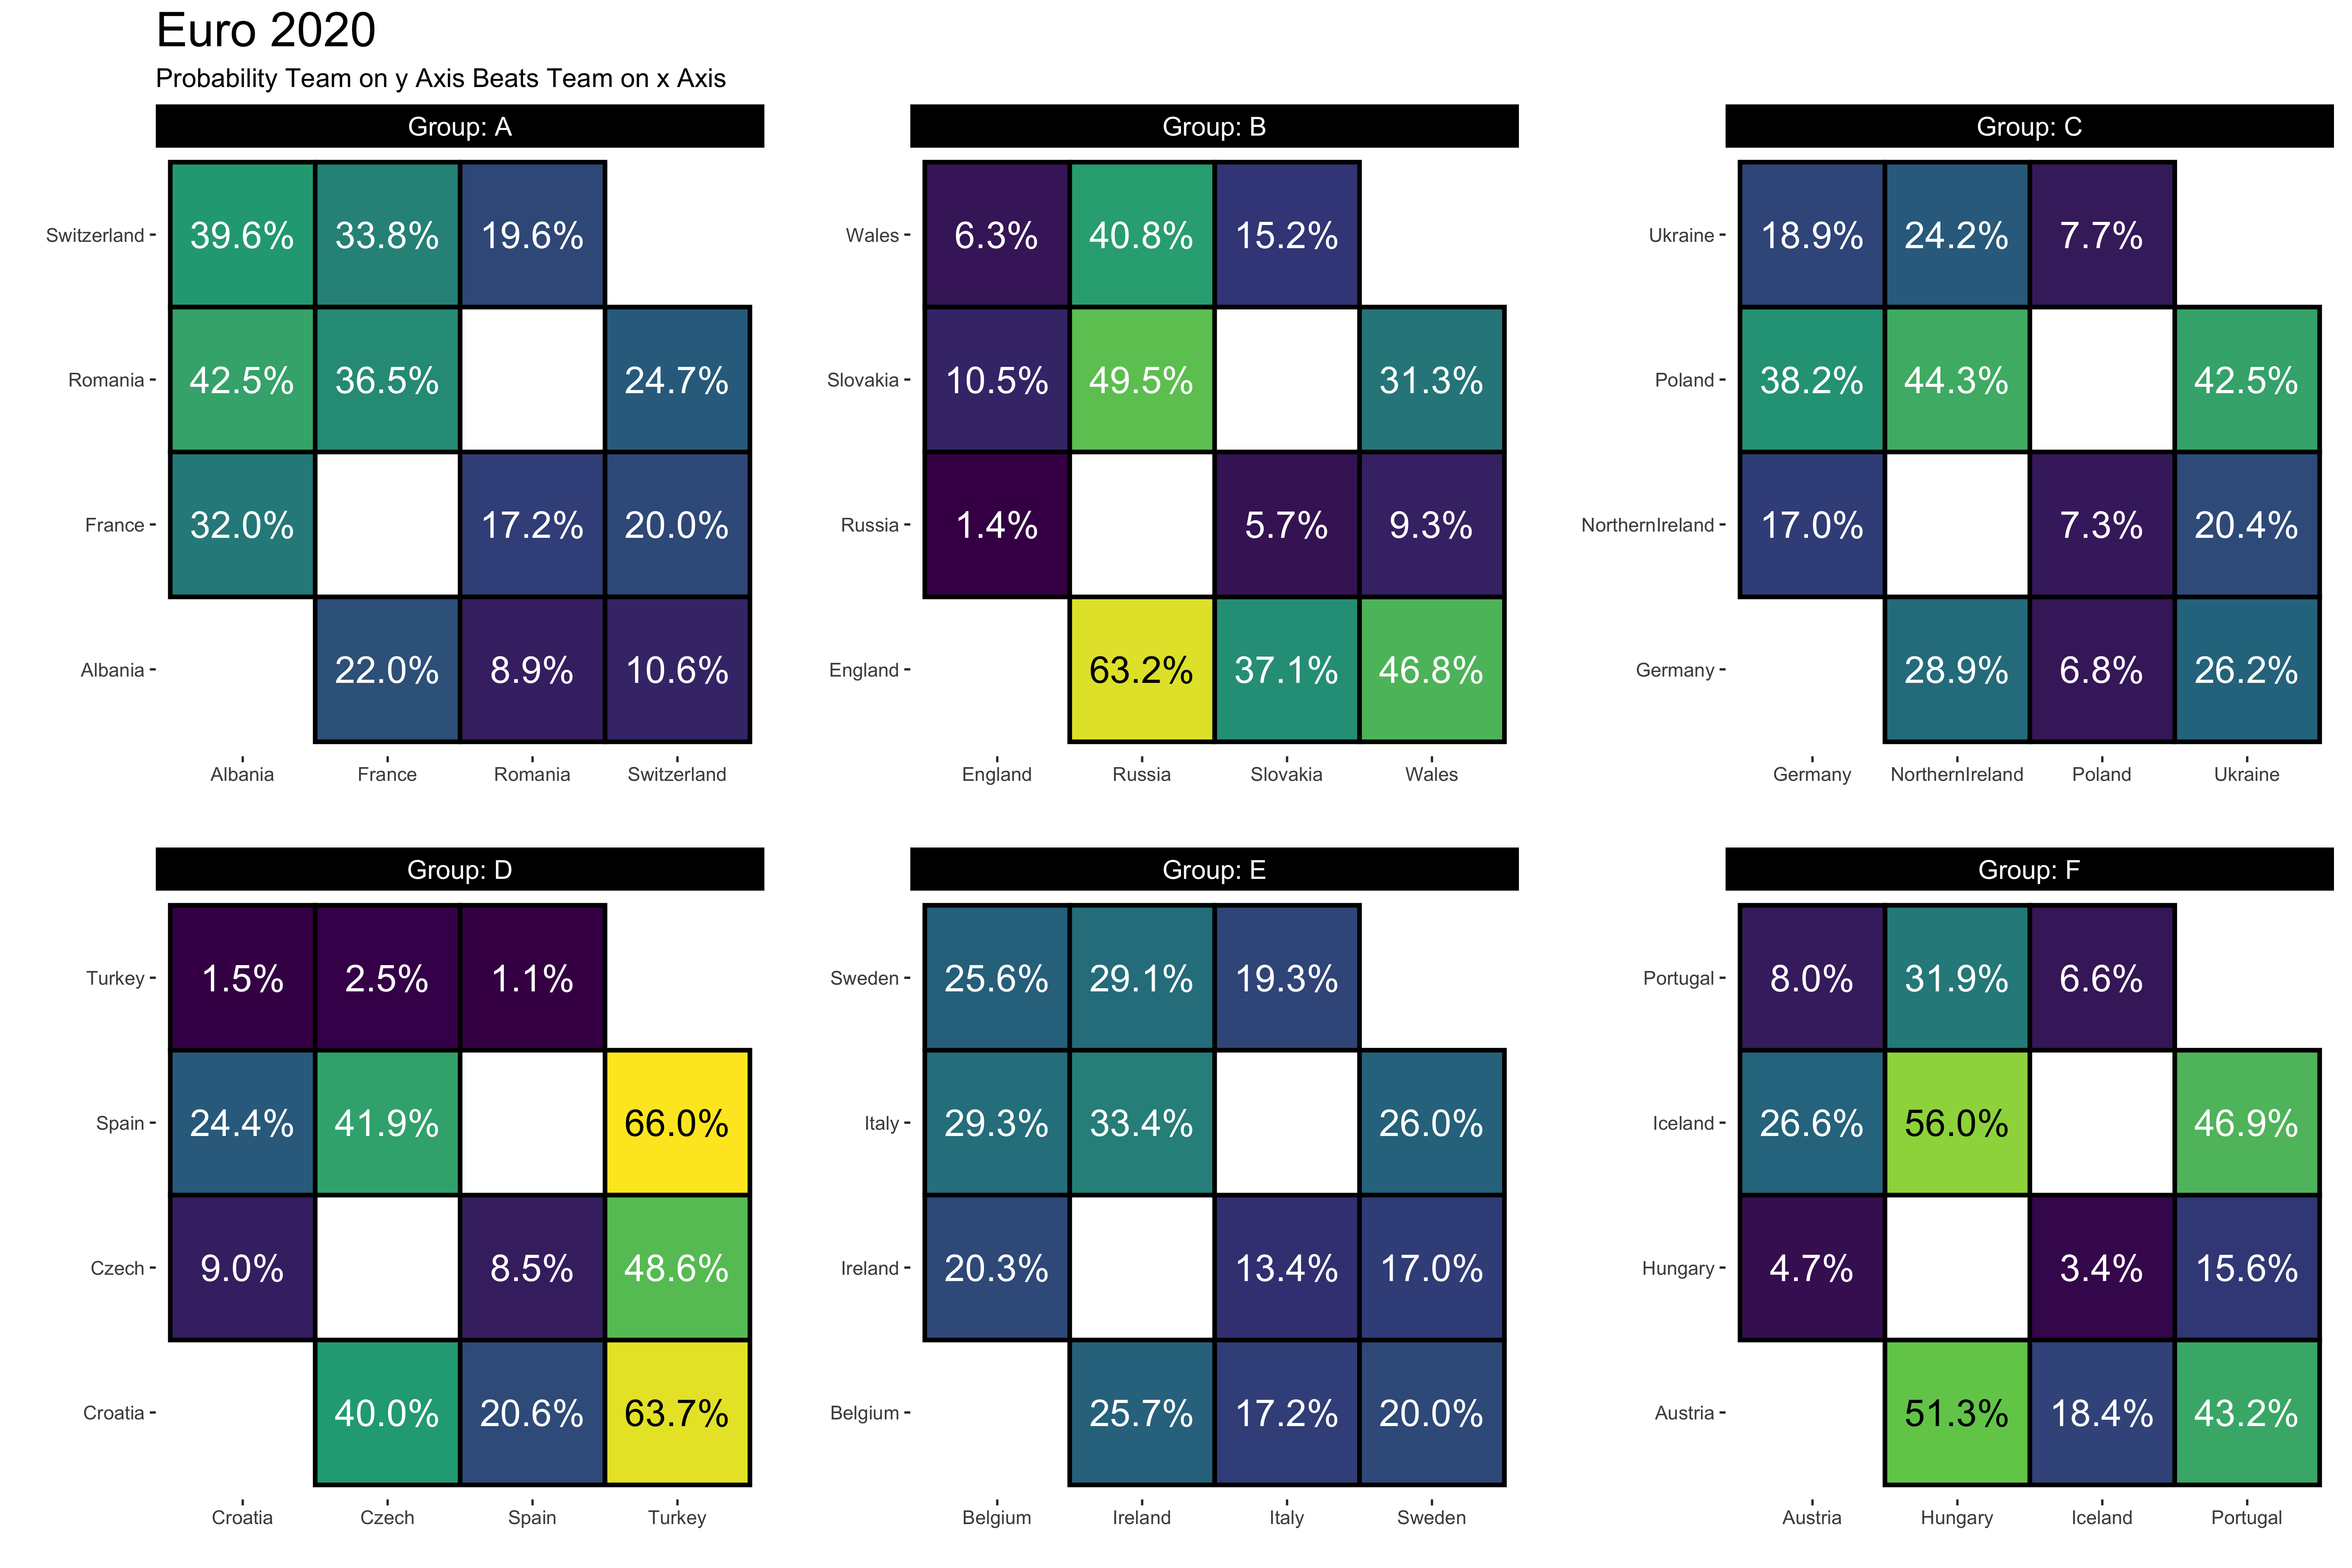 Euro 2020
Probability Team on y Axis Beats Team on x Axis
Group: A
Switzerland 39.6% 33.8% 19.6%
Romania 42.5% 36.5% 24.7%
France 32.0% 17.2% 20.0%
Albania 22.0% 8.9% 10.6%
Albania France Romania Switzerland
Group: B
Wales 6.3% 40.8% 15.2%
Slovakia 10.5% 49.5% 31.3%
Russia 1.4% 5.7% 9.3%
England 63.2% 37.1% 46.8%
England Russia Slovakia Wales
Group: C
Ukraine 18.9% 24.2% 7.7%
Poland 38.2% 44.3% 42.5%
NorthernIreland 17.0% 7.3% 20.4%
Germany 28.9% 6.8% 26.2%
Germany NorthernIreland Poland Ukraine
Group: D
Turkey 1.5% 2.5% 1.1%
Spain 24.4% 41.9% 66.0%
Czech 9.0% 8.5% 48.6%
Croatia 40.0% 20.6% 63.7%
Croatia Czech Spain Turkey
Group: E
Sweden 25.6% 29.1% 19.3%
Italy 29.3% 33.4% 26.0%
Ireland 20.3% 13.4% 17.0%
Belgium 25.7% 17.2% 20.0%
Belgium Ireland Italy Sweden
Group: F
Portugal 8.0% 31.9% 6.6%
Iceland 26.6% 56.0% 46.9%
Hungary 4.7% 3.4% 15.6%
Austria 51.3% 18.4% 43.2%
Austria Hungary Iceland Portugal